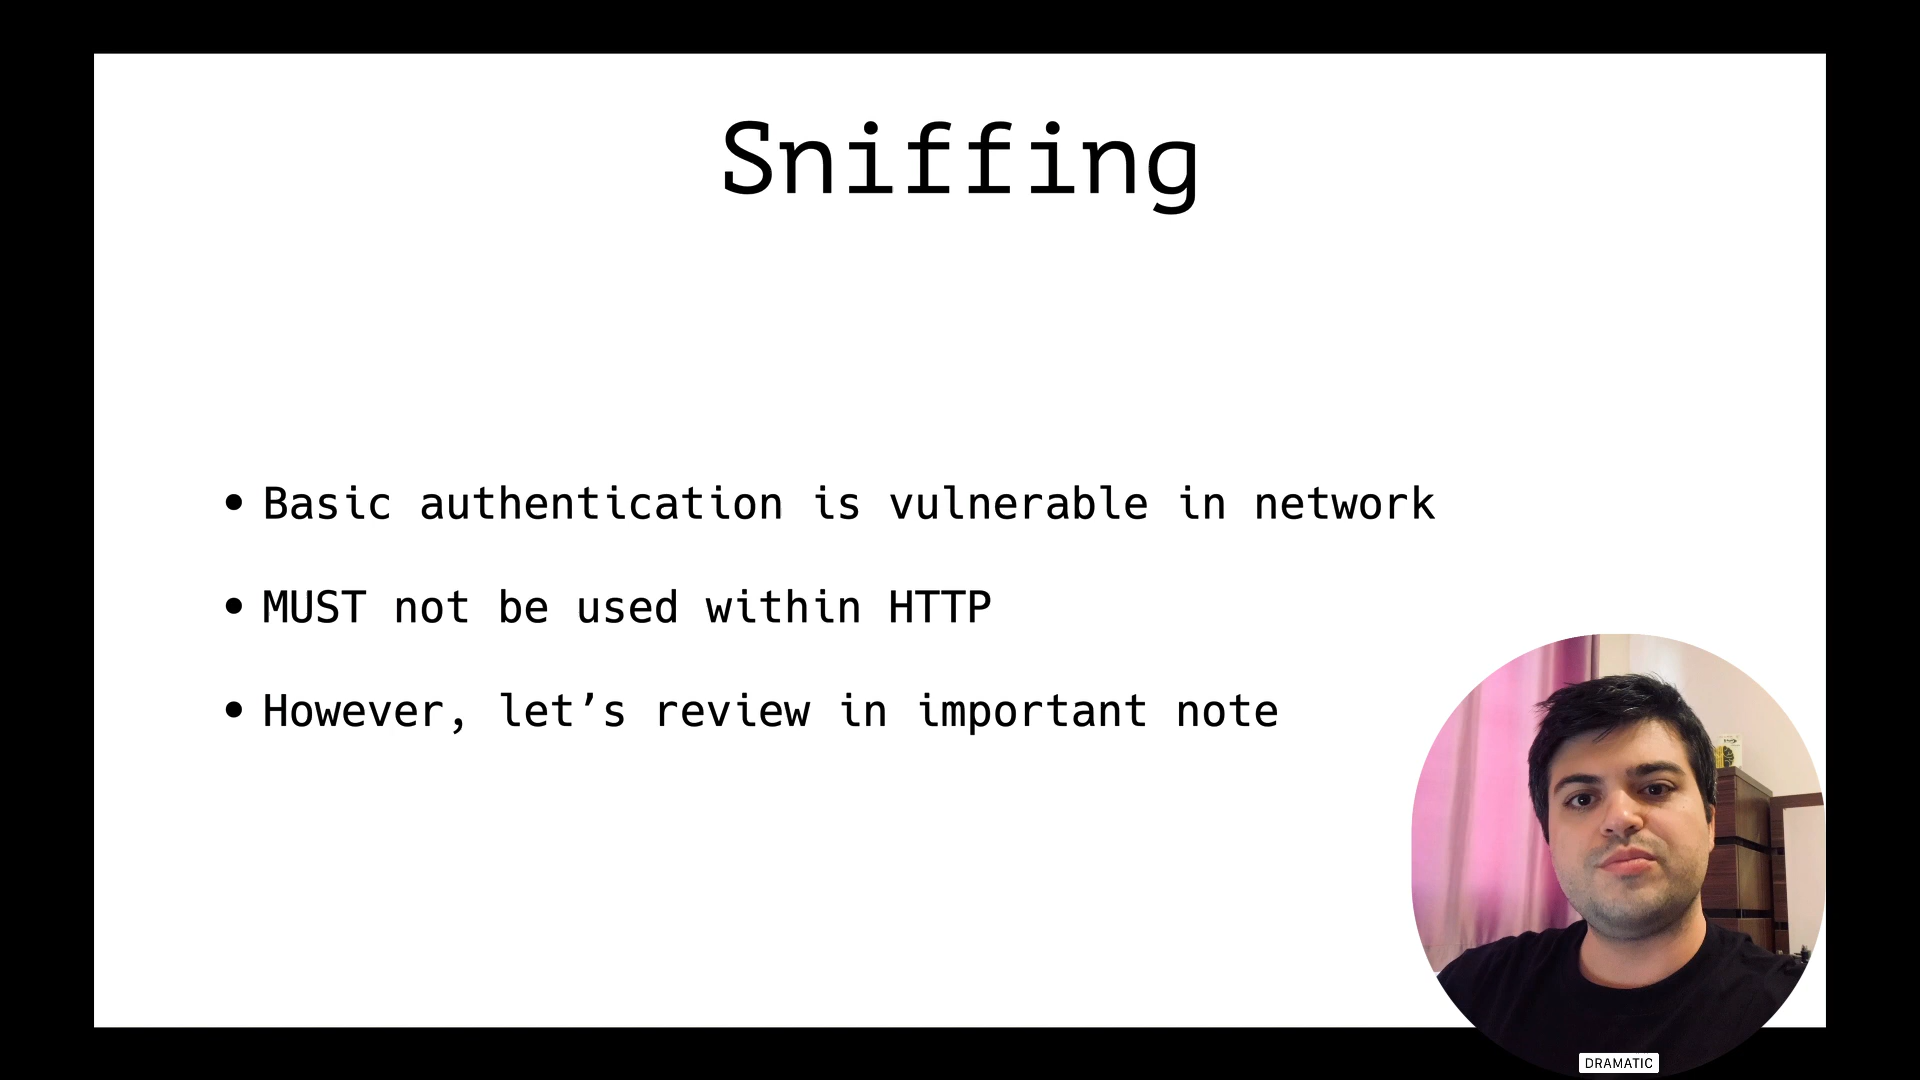 Sniffing
• Basic authentication is vulnerable in network
• MUST not be used within HTTP
• However, let’s review in important note
DRAMATIC